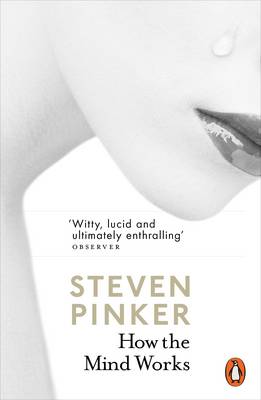 ‘Witty, lucid and
ultimately enthralling’
OBSERVER
STEVEN
PINKER
How the
Mind Works